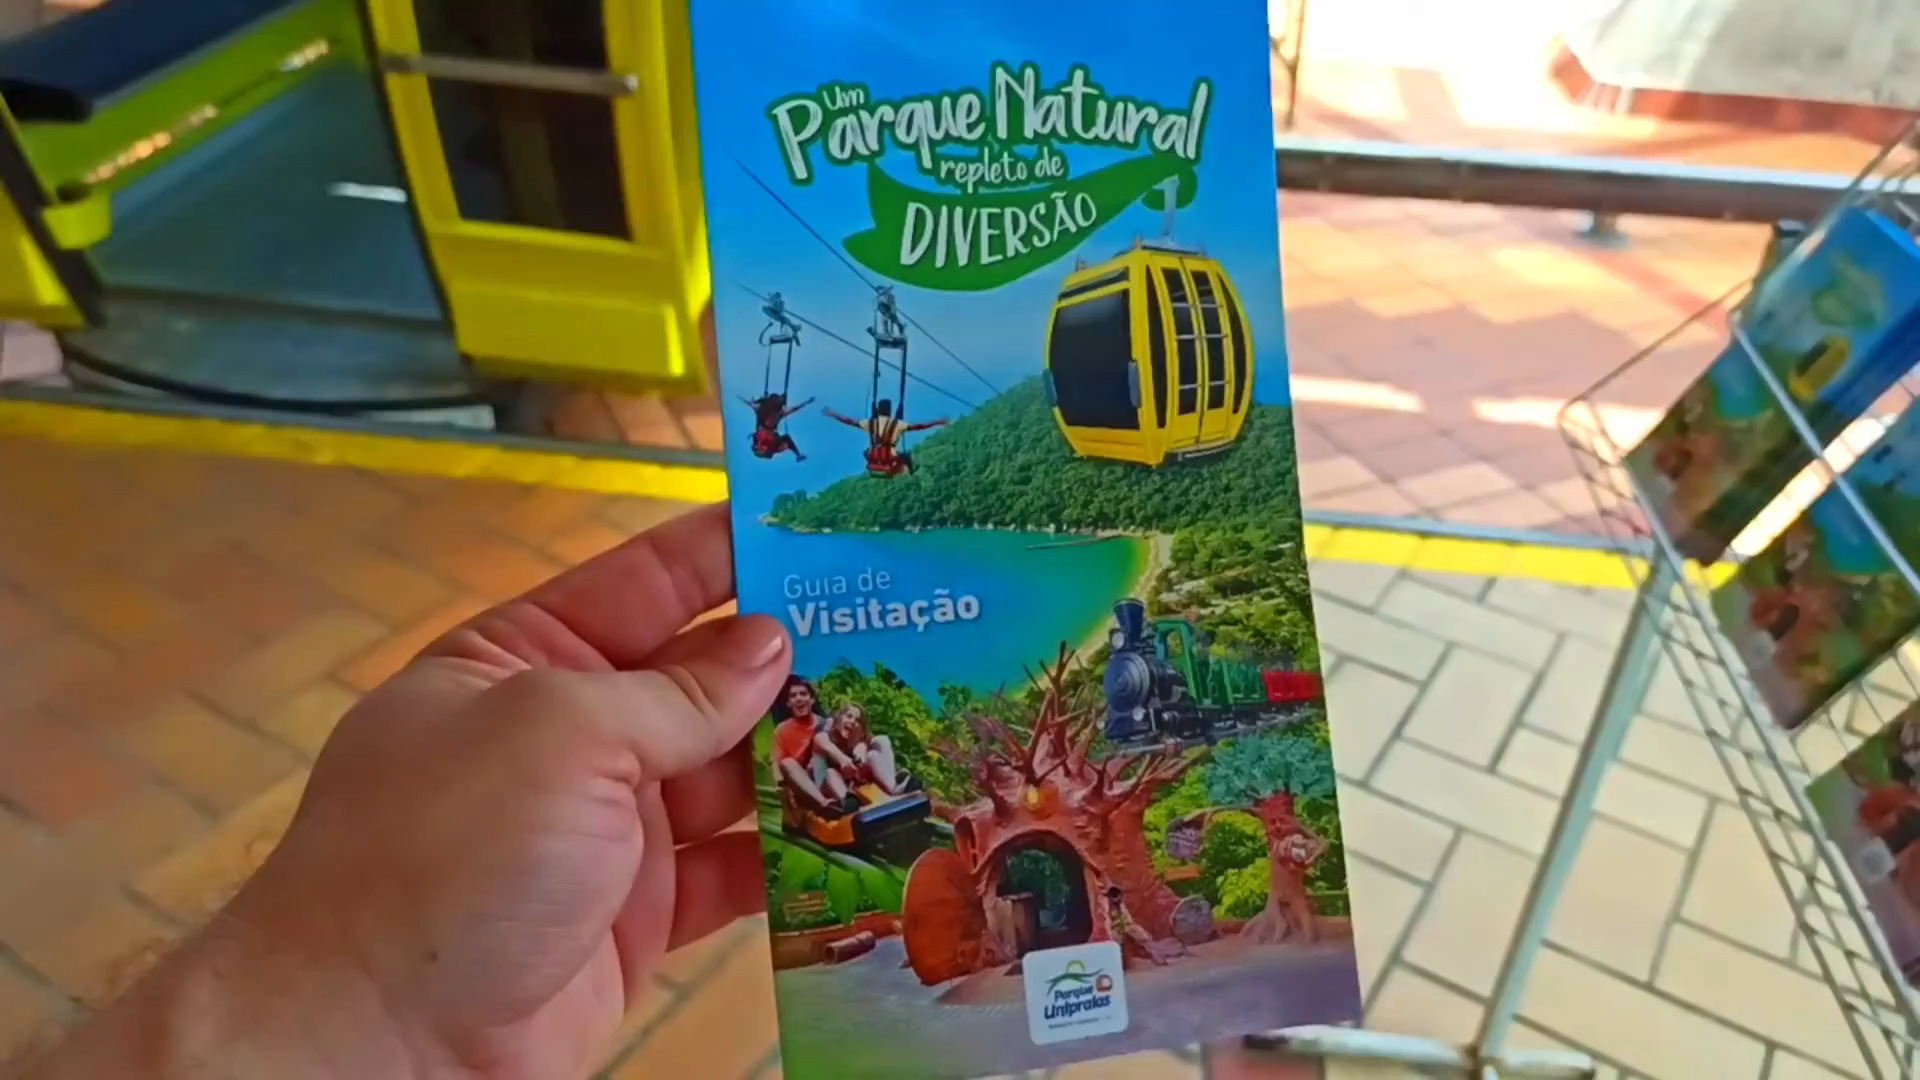 Um
Parque Natural
repleto de
DIVERSÃO
Guia de
Visitação
Parque
Unipraias